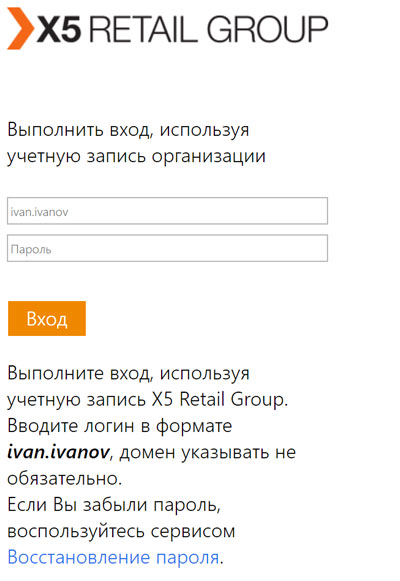 X5 RETAIL GROUP
Выполнить вход, используя
учетную запись организации
ivan.ivanov
Пароль
Вход
Выполните вход, используя
учетную запись X5 Retail Group.
Вводите логин в формате
ivan.ivanov, домен указывать не
обязательно.
Если Вы забыли пароль,
воспользуйтесь сервисом
Восстановление пароля.